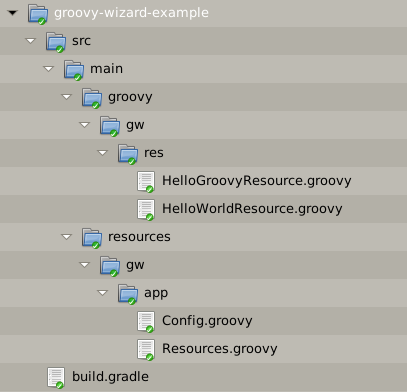 groovy-wizard-example
src
main
groovy
gw
res
HelloGroovyResource.groovy
HelloWorldResource.groovy
resources
gw
app
Config.groovy
Resources.groovy
build.gradle